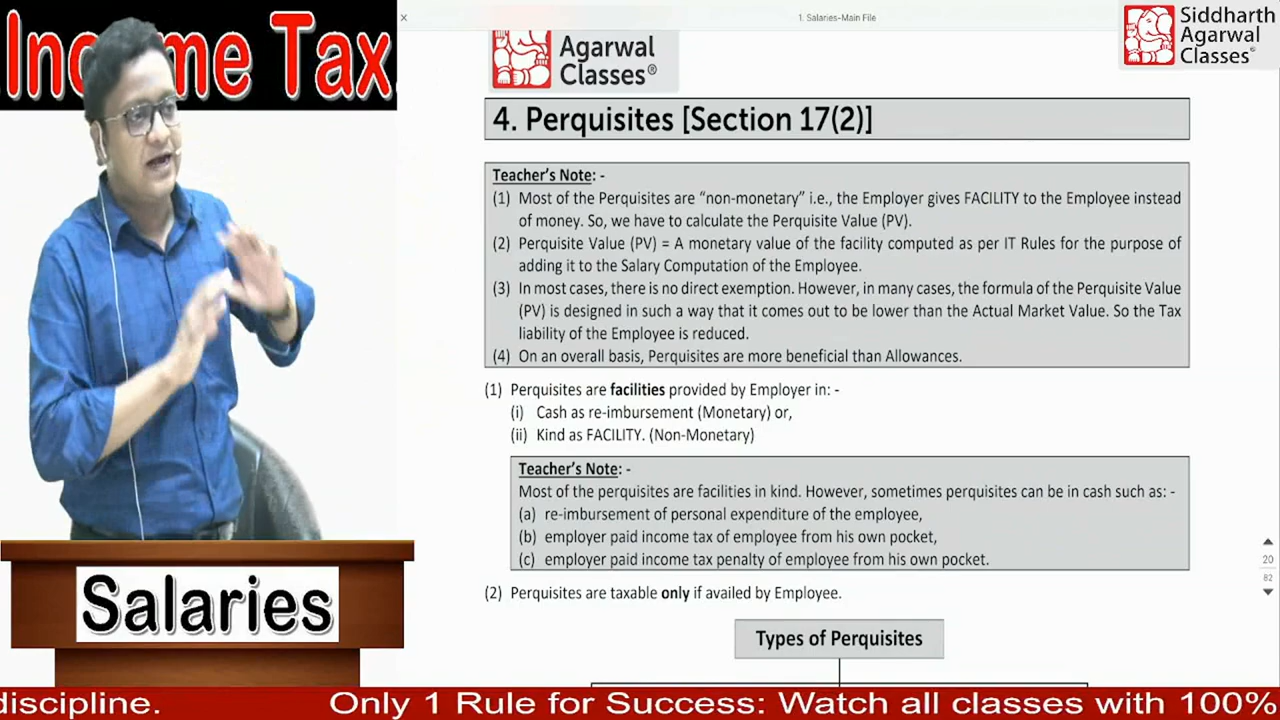 Income Tax
1. Salaries-Main File
Siddharth
Agarwal
Classes®
Agarwal
Classes®
4. Perquisites [Section 17(2)]
Teacher's Note: -
(1) Most of the Perquisites are "non-monetary" i.e., the Employer gives FACILITY to the Employee instead
of money. So, we have to calculate the Perquisite Value (PV).
(2) Perquisite Value (PV) = A monetary value of the facility computed as per IT Rules for the purpose of
adding it to the Salary Computation of the Employee.
(3) In most cases, there is no direct exemption. However, in many cases, the formula of the Perquisite Value
(PV) is designed in such a way that it comes out to be lower than the Actual Market Value. So the Tax
liability of the Employee is reduced.
(4) On an overall basis, Perquisites are more beneficial than Allowances.
(1) Perquisites are facilities provided by Employer in: -
(i) Cash as re-imbursement (Monetary) or,
(ii) Kind as FACILITY. (Non-Monetary)
Teacher's Note: -
Most of the perquisites are facilities in kind. However, sometimes perquisites can be in cash such as: -
(a) re-imbursement of personal expenditure of the employee,
(b) employer paid income tax of employee from his own pocket,
(c) employer paid income tax penalty of employee from his own pocket.
(2) Perquisites are taxable only if availed by Employee.
Types of Perquisites
20
82
Salaries
discipline. Only 1 Rule for Success: Watch all classes with 100%